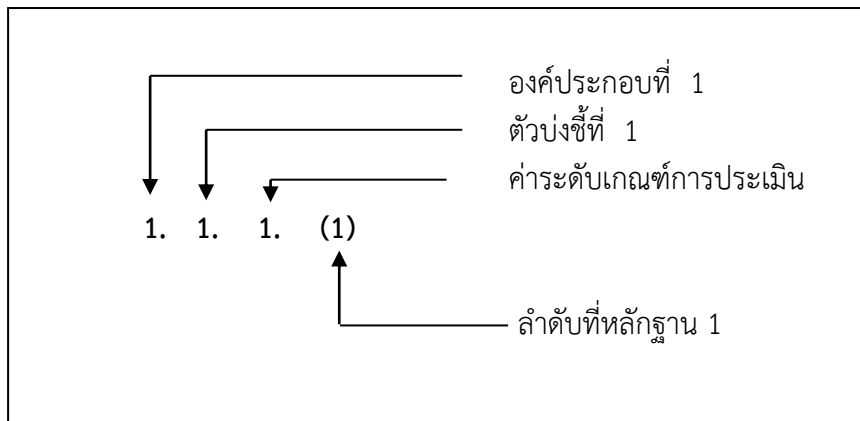 องค์ประกอบที่ 1
ตัวบ่งชี้ที่ 1
ค่าระดับเกณฑ์การประเมิน
1. 1. 1. (1)
ลำดับที่หลักฐาน 1